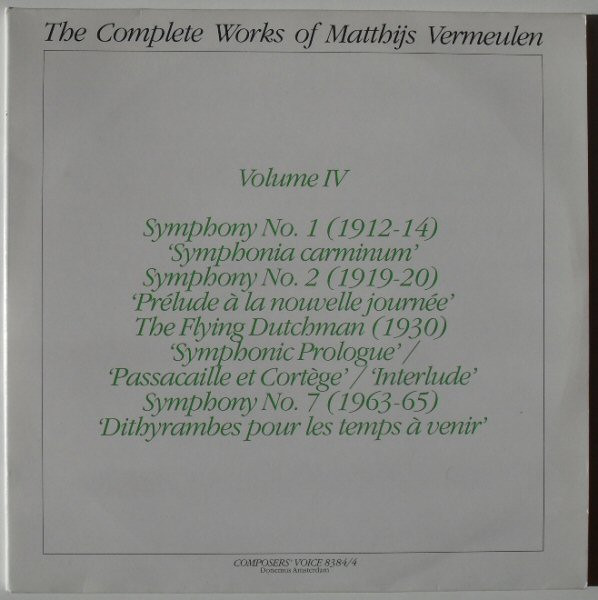 The Complete Works of Matthijs Vermeulen
Volume IV
Symphony No. 1 (1912-14)
‘Symphonia carminum’
Symphony No. 2 (1919-20)
‘Prélude à la nouvelle journée’
The Flying Dutchman (1930)
‘Symphonic Prologue’ /
‘Passacaille et Cortège’ / ‘Interlude’
Symphony No. 7 (1963-65)
‘Dithyrambes pour les temps à venir’
COMPOSERS' VOICE 8384/4
Donemus Amsterdam